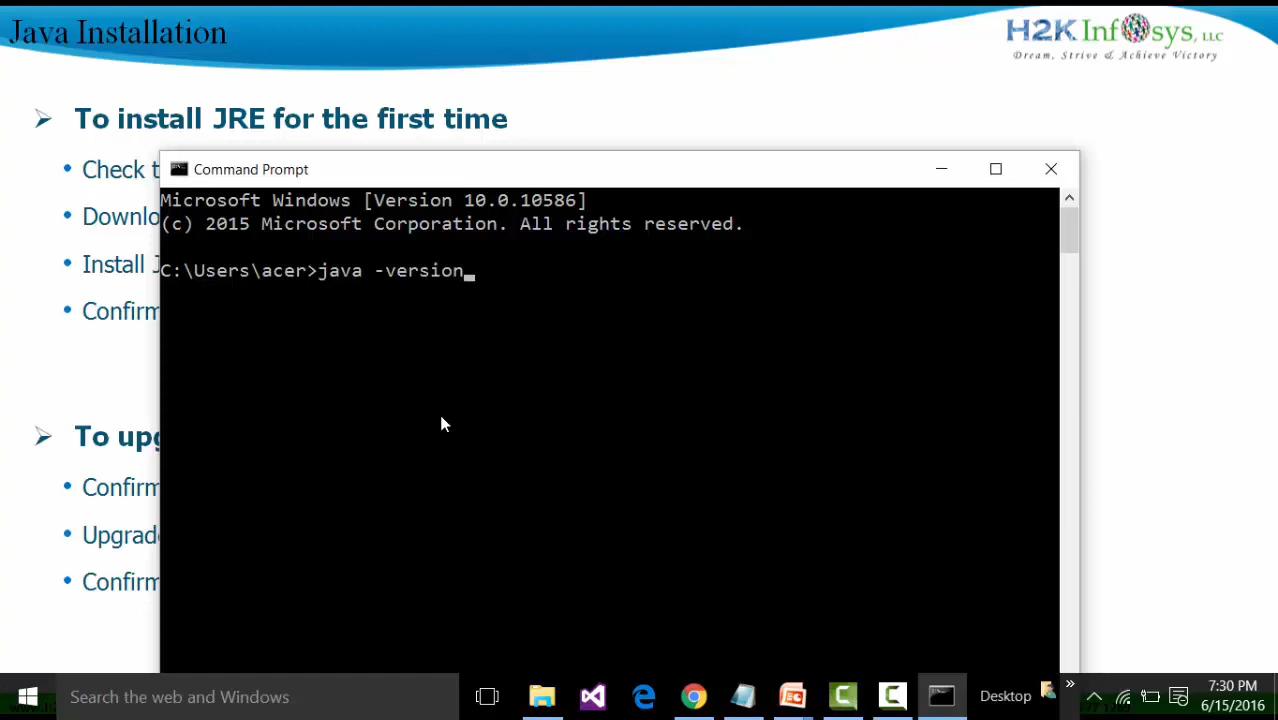 Java Installation
H2K Infosys, LLC
Dream, Strive & Achieve Victory
To install JRE for the first time
Check t
Downlo
Install J
Confirm
To upg
Confirm
Upgrade
Confirm
Command Prompt
Microsoft Windows [Version 10.0.10586]
(c) 2015 Microsoft Corporation. All rights reserved.
C:\Users\acer>java -version
Search the web and Windows
Desktop
7:30 PM
6/15/2016